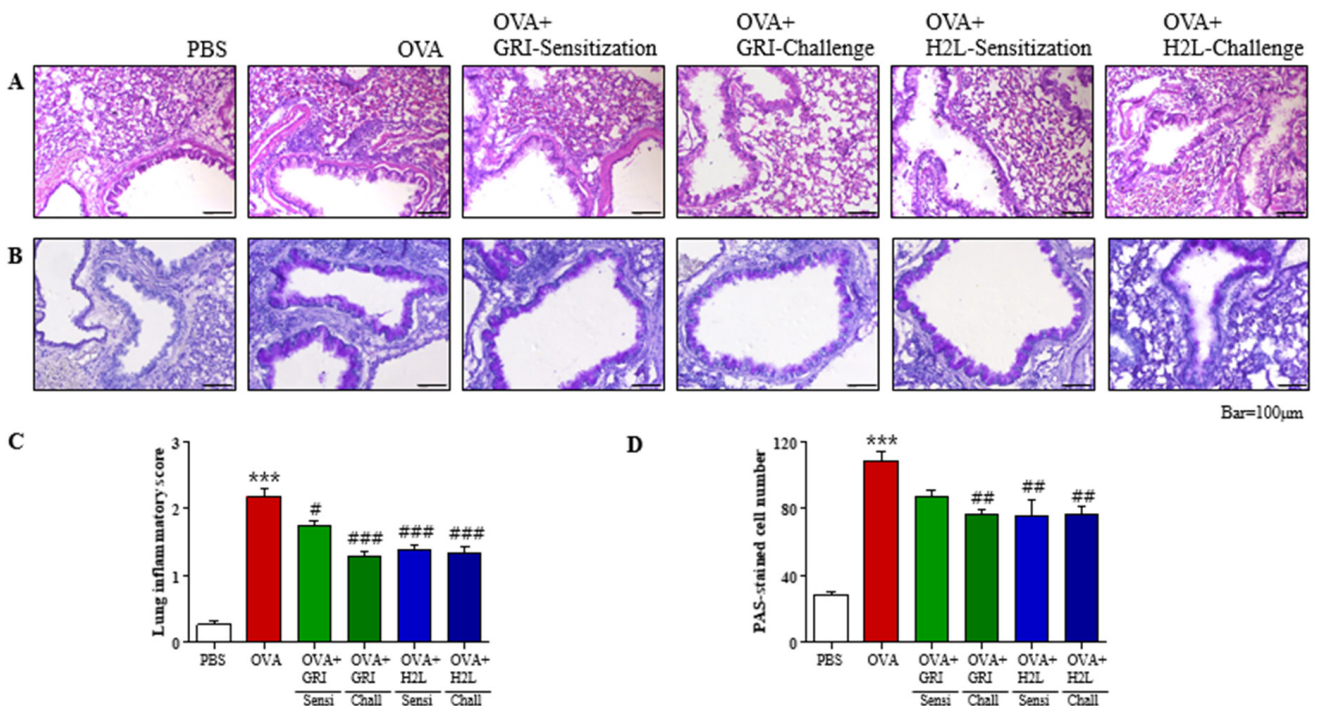 PBS
OVA
OVA+
GRI-Sensitization
OVA+
GRI-Challenge
OVA+
H2L-Sensitization
OVA+
H2L-Challenge
A
B
Bar=100μm
C
Lung inflammatory score
3
2
1
0
***
#
###
###
###
PBS
OVA
OVA+
GRI
Sensi
OVA+
GRI
Chall
OVA+
H2L
Sensi
OVA+
H2L
Chall
D
PAS-stained cell number
120
80
40
0
***
##
##
##
PBS
OVA
OVA+
GRI
Sensi
OVA+
GRI
Chall
OVA+
H2L
Sensi
OVA+
H2L
Chall